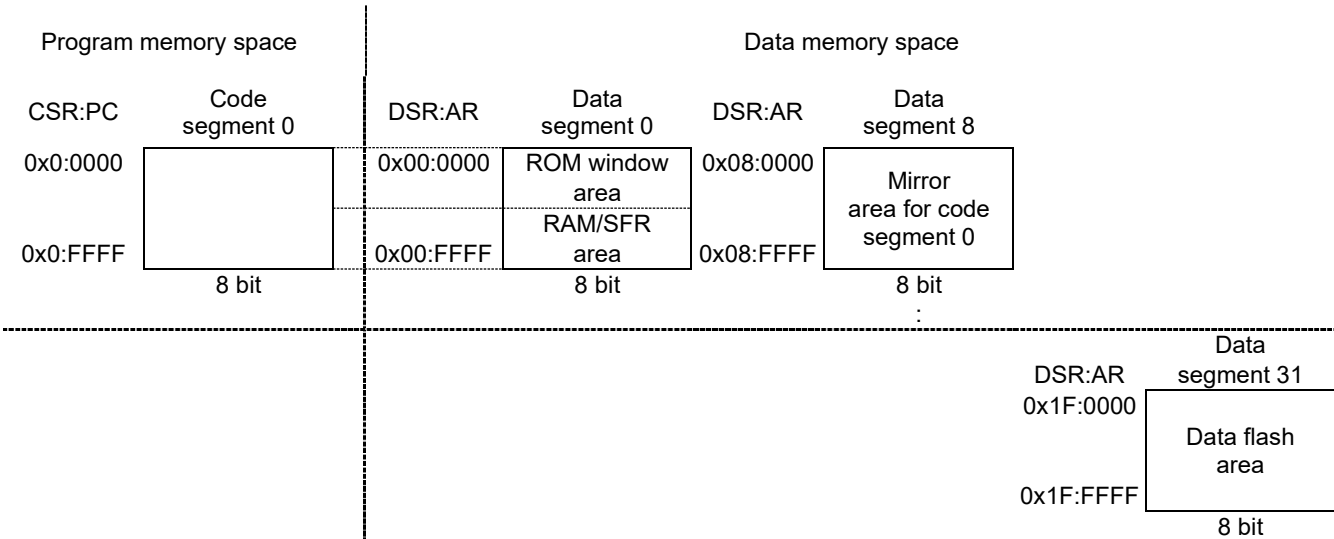 Program memory space
Data memory space
CSR:PC
Code
segment 0
DSR:AR
Data
segment 0
DSR:AR
Data
segment 8
0x0:0000
0x00:0000
ROM window
area
0x08:0000
Mirror
area for code
segment 0
RAM/SFR
area
0x0:FFFF
0x00:FFFF
0x08:FFFF
8 bit
8 bit
8 bit
:
Data
segment 31
DSR:AR
0x1F:0000
Data flash
area
0x1F:FFFF
8 bit